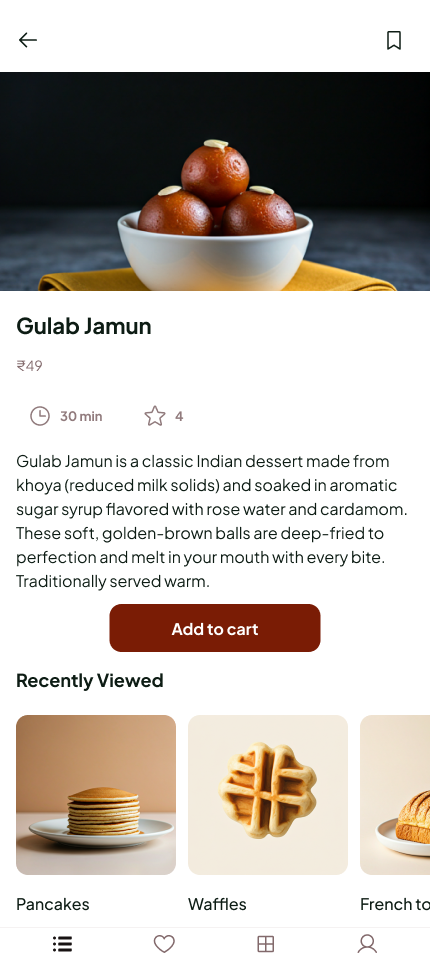 Gulab Jamun
₹49
30 min
4
Gulab Jamun is a classic Indian dessert made from
khoya (reduced milk solids) and soaked in aromatic
sugar syrup flavored with rose water and cardamom.
These soft, golden-brown balls are deep-fried to
perfection and melt in your mouth with every bite.
Traditionally served warm.
Add to cart
Recently Viewed
Pancakes
Waffles
French to